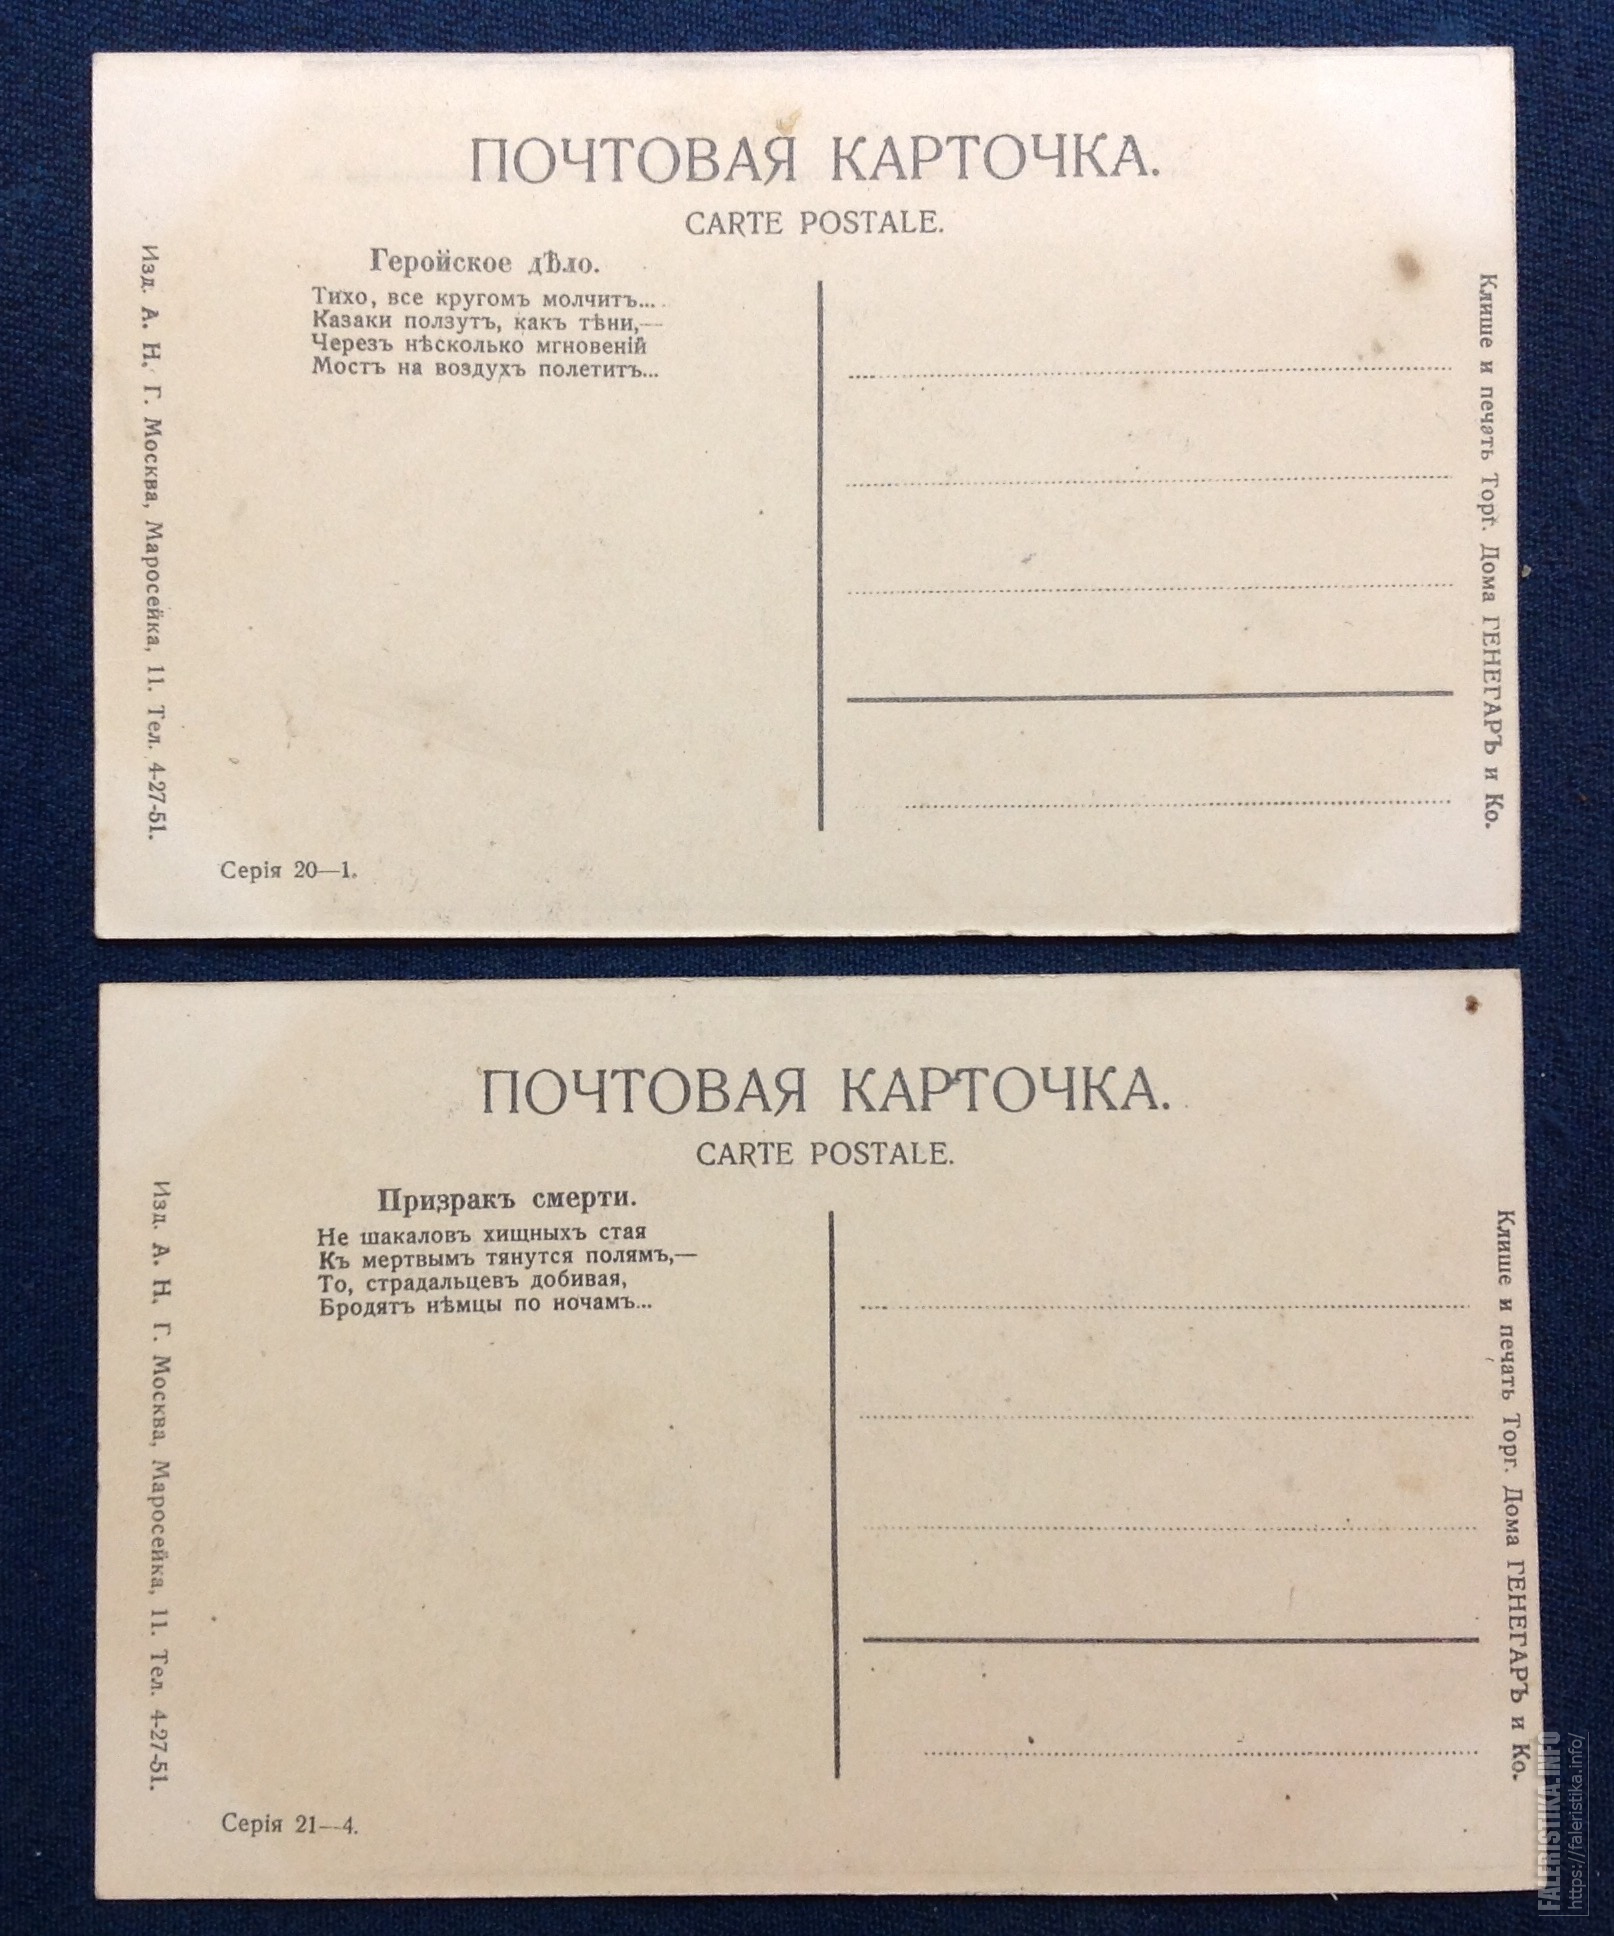 ПОЧТОВАЯ КАРТОЧКА.
CARTE POSTALE.
Геройское дѣло.
Тихо, все кругомъ молчитъ...
Казаки ползутъ, какъ тѣни,—
Черезъ нѣсколько мгновеній
Мостъ на воздухъ полетитъ...
Изд. А. Н. Г. Москва, Маросейка, 11. Тел. 4-27-51.
Клише и печать Торг. Дома ГЕНЕГАРЪ и Ко.
Серія 20—1.
ПОЧТОВАЯ КАРТОЧКА.
CARTE POSTALE.
Призракъ смерти.
Не шакаловъ хищныхъ стая
Къ мертвымъ тянутся полямъ,—
То, страдальцевъ добивая,
Бродятъ нѣмцы по ночамъ...
Изд. А. Н. Г. Москва, Маросейка, 11. Тел. 4-27-51.
Клише и печать Торг. Дома ГЕНЕГАРЪ и Ко.
Серія 21—4.
FALERISTIKA.INFO
https://faleristika.info/